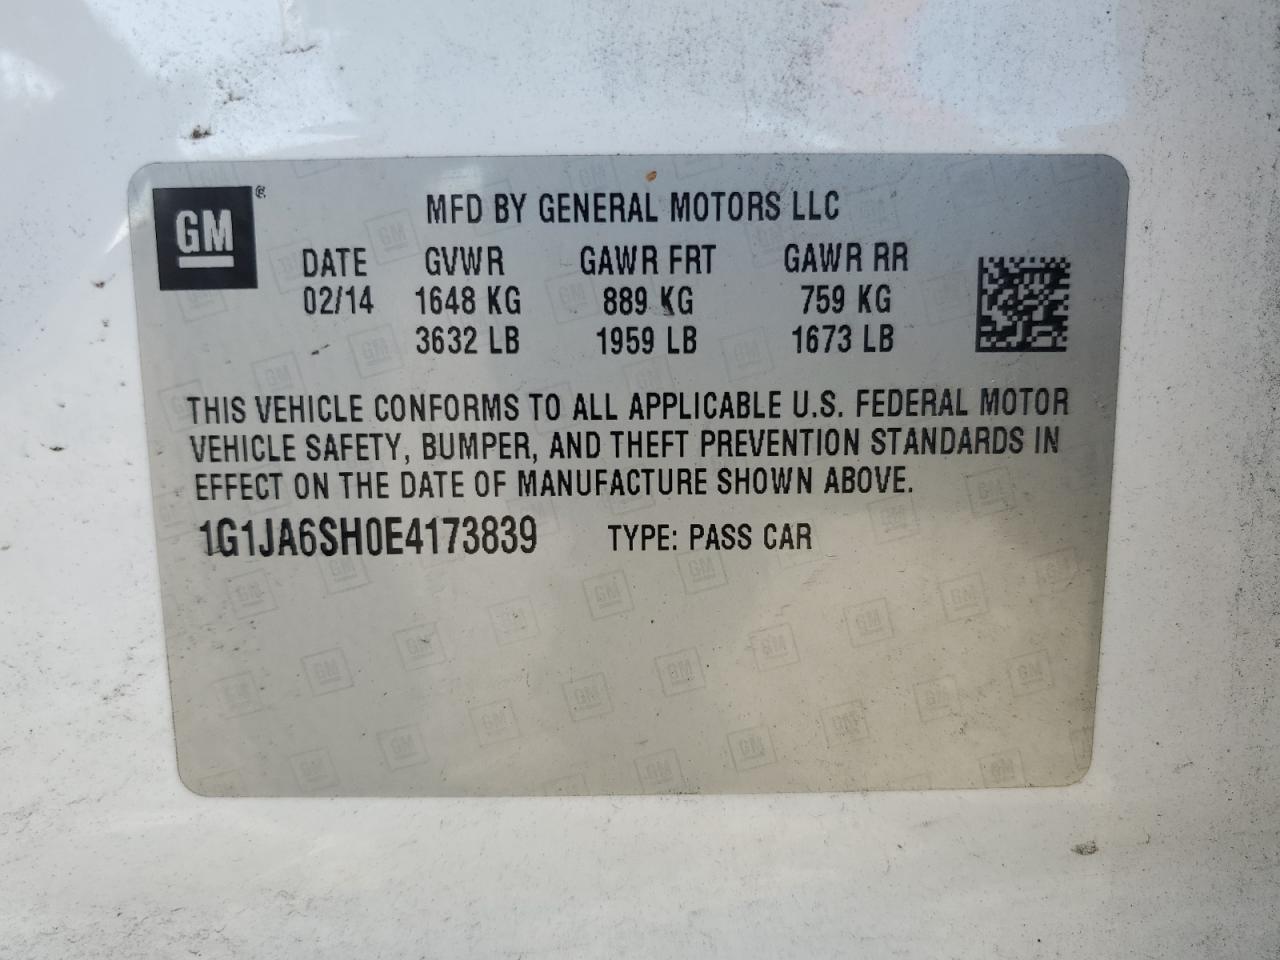 GM®
MFD BY GENERAL MOTORS LLC
DATE GVWR GAWR FRT GAWR RR
02/14 1648 KG 889 KG 759 KG
3632 LB 1959 LB 1673 LB
THIS VEHICLE CONFORMS TO ALL APPLICABLE U.S. FEDERAL MOTOR
VEHICLE SAFETY, BUMPER, AND THEFT PREVENTION STANDARDS IN
EFFECT ON THE DATE OF MANUFACTURE SHOWN ABOVE.
1G1JA6SH0E4173839 TYPE: PASS CAR